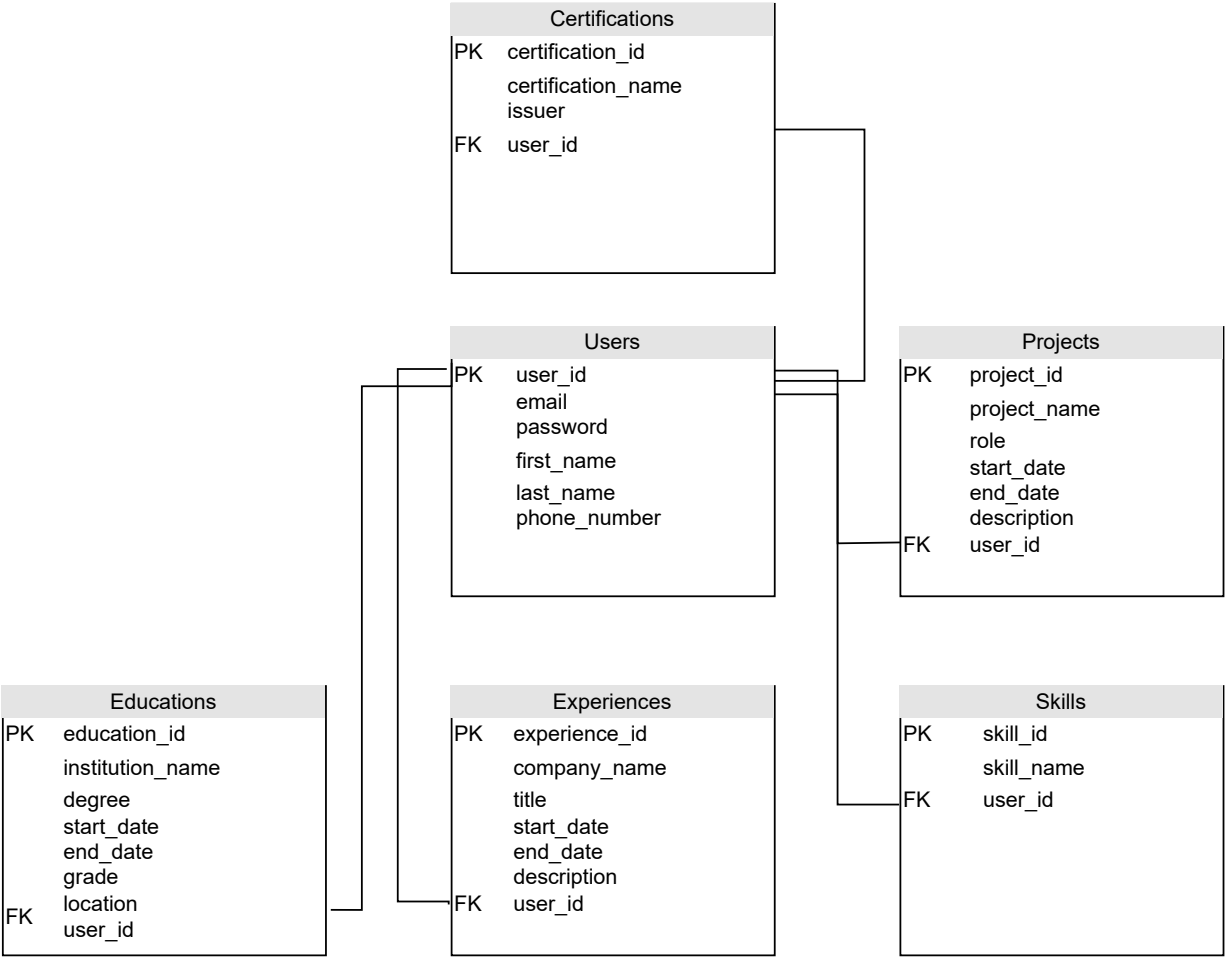 Certifications
PK certification_id
certification_name
issuer
FK user_id
Users
PK user_id
email
password
first_name
last_name
phone_number
Projects
PK project_id
project_name
role
start_date
end_date
description
FK user_id
Educations
PK education_id
institution_name
degree
start_date
end_date
grade
location
FK user_id
Experiences
PK experience_id
company_name
title
start_date
end_date
description
FK user_id
Skills
PK skill_id
skill_name
FK user_id